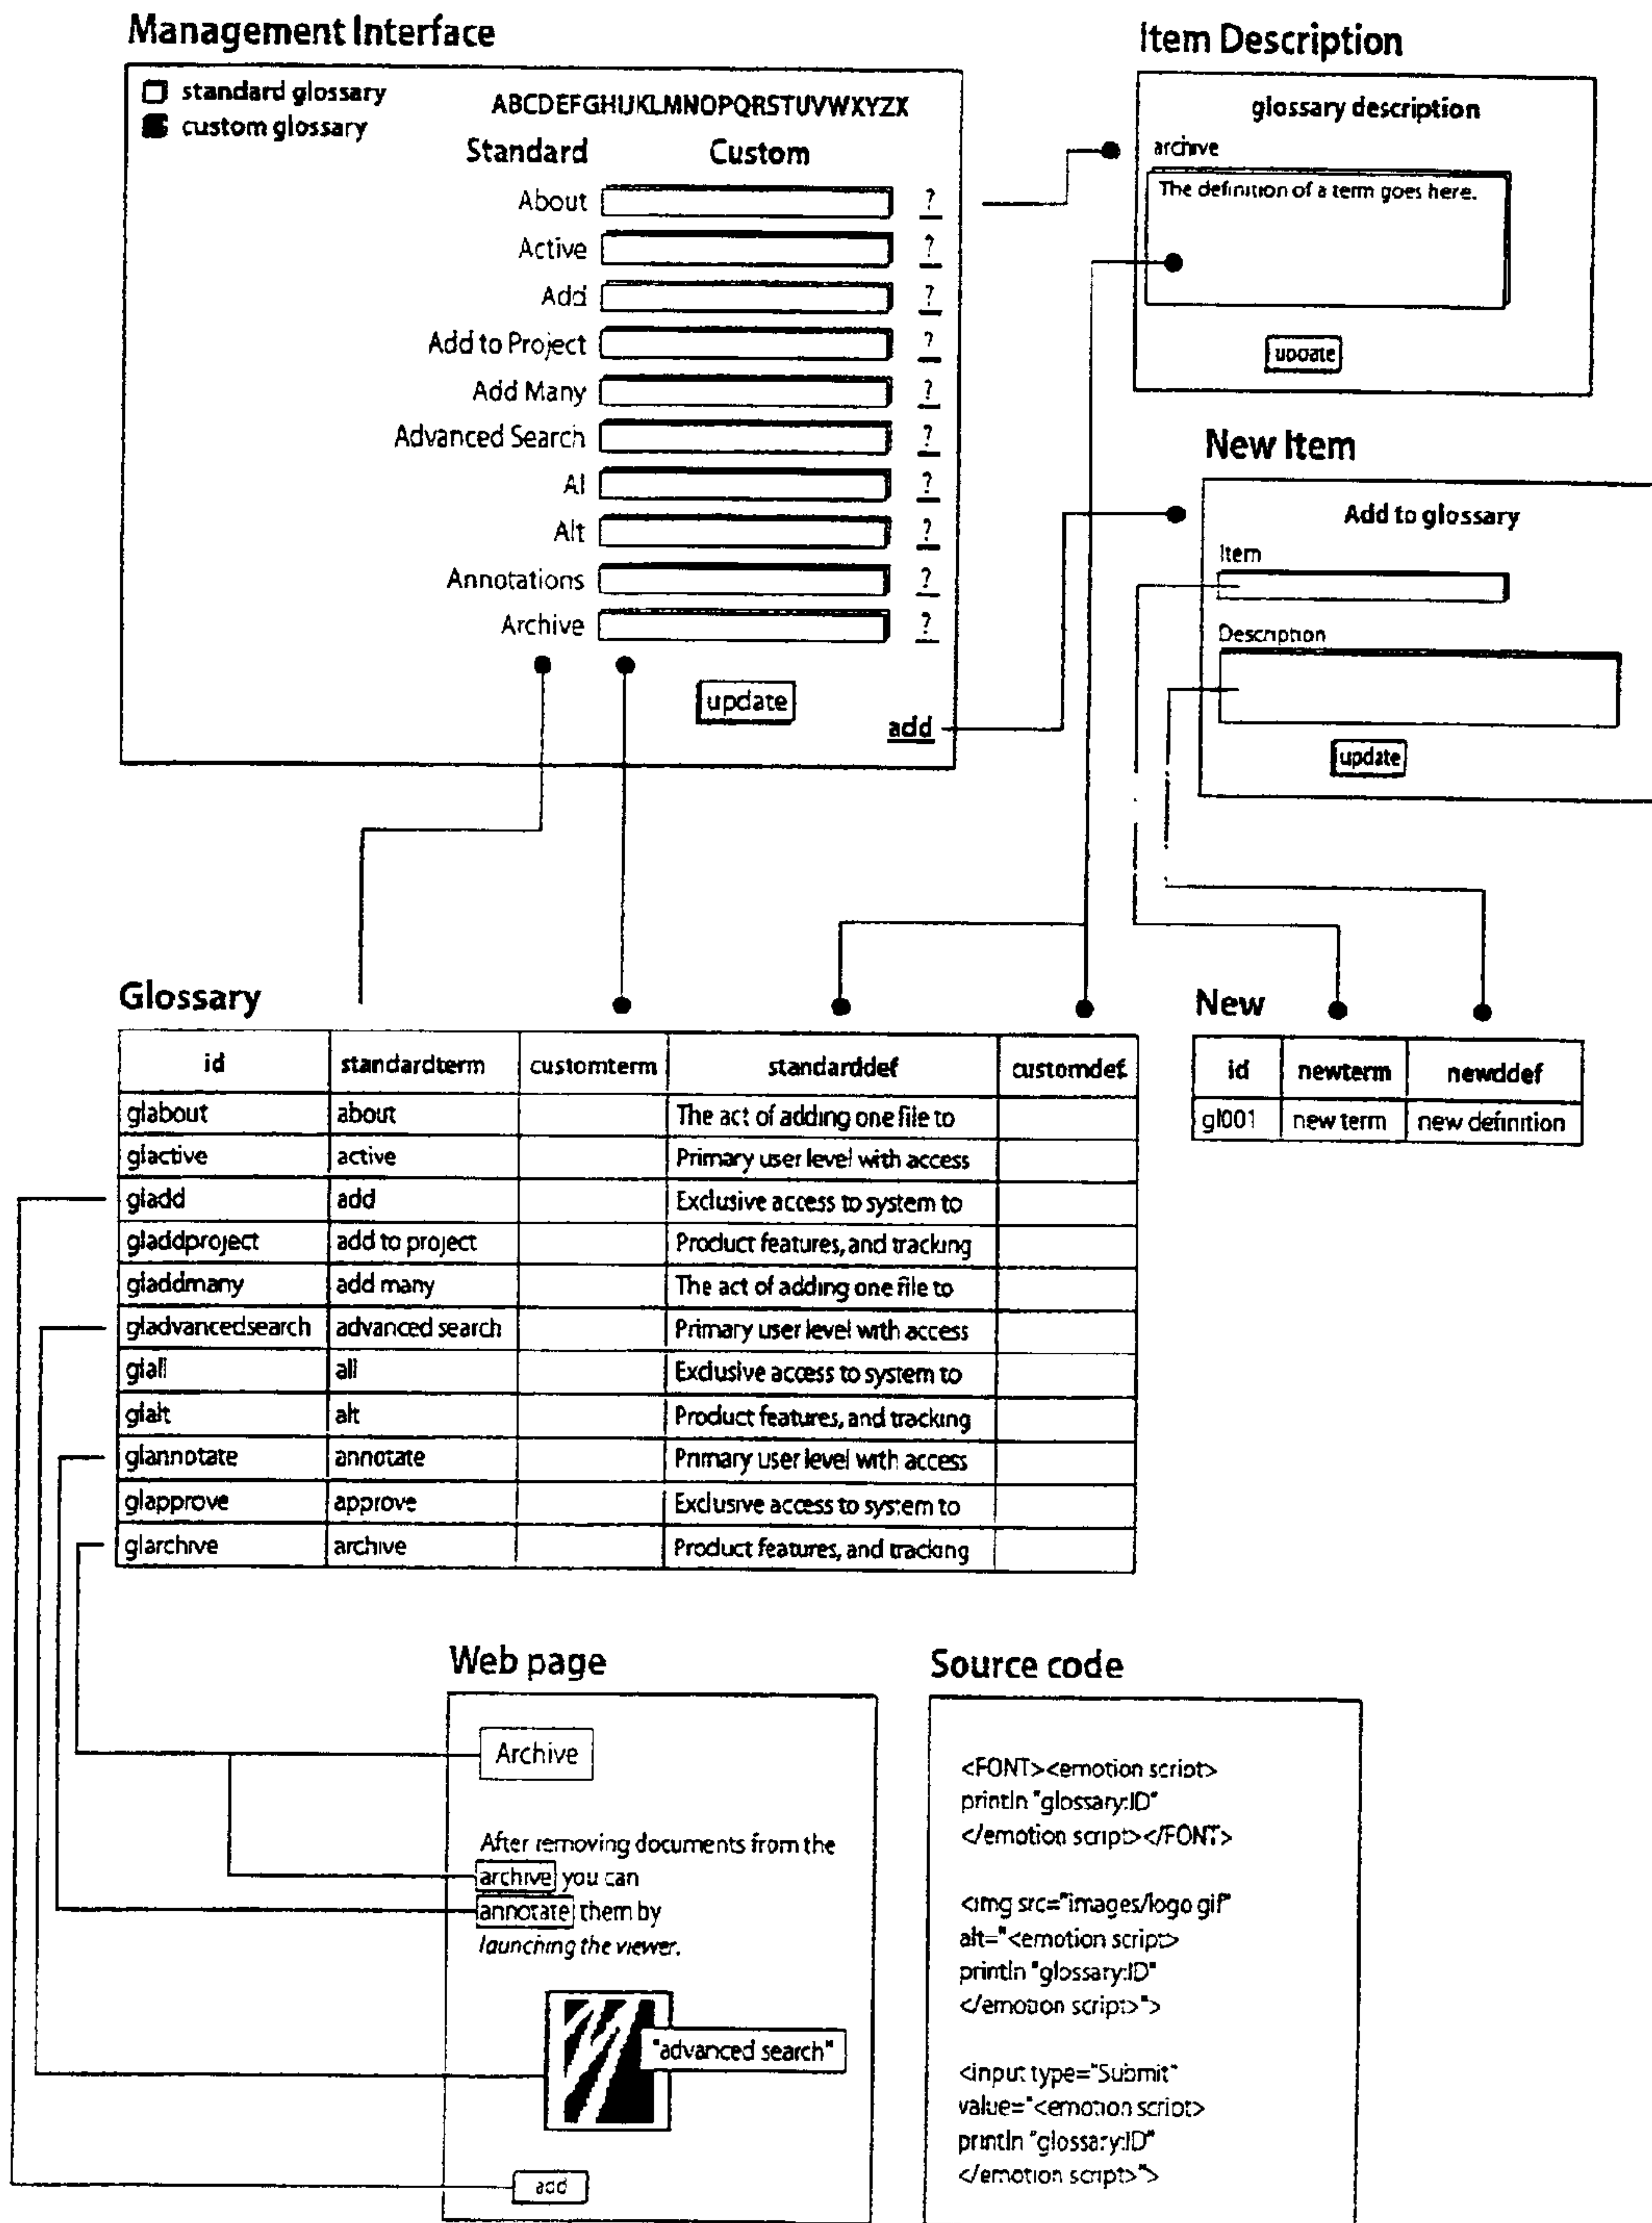 Management Interface
standard glossary
custom glossary
ABCDEFGHIJKLMNOPQRSTUVWXYZX
Standard Custom
About ?
Active ?
Add ?
Add to Project ?
Add Many ?
Advanced Search ?
Al ?
Alt ?
Annotations ?
Archive ?
update
add
Item Description
glossary description
archive
The definition of a term goes here.
update
New Item
Add to glossary
Item
Description
update
Glossary
id standardterm customterm standarddef customdef
glabout about The act of adding one file to
glactive active Primary user level with access
gladd add Exclusive access to system to
gladdproject add to project Product features, and tracking
gladdmany add many The act of adding one file to
gladvancedsearch advanced search Primary user level with access
glall all Exclusive access to system to
glalt alt Product features, and tracking
glannotate annotate Primary user level with access
glapprove approve Exclusive access to system to
glarchive archive Product features, and tracking
New
id newterm newddef
gl001 new term new definition
Web page
Archive
After removing documents from the
archive you can
annotate them by
launching the viewer.
"advanced search"
add
Source code
<FONT><emotion script>
println "glossary:ID"
</emotion script></FONT>
<img src="images/logo gif"
alt="<emotion script>
println "glossary:ID"
</emotion script>">
<input type="Submit"
value="<emotion script>
println "glossary:ID"
</emotion script>">